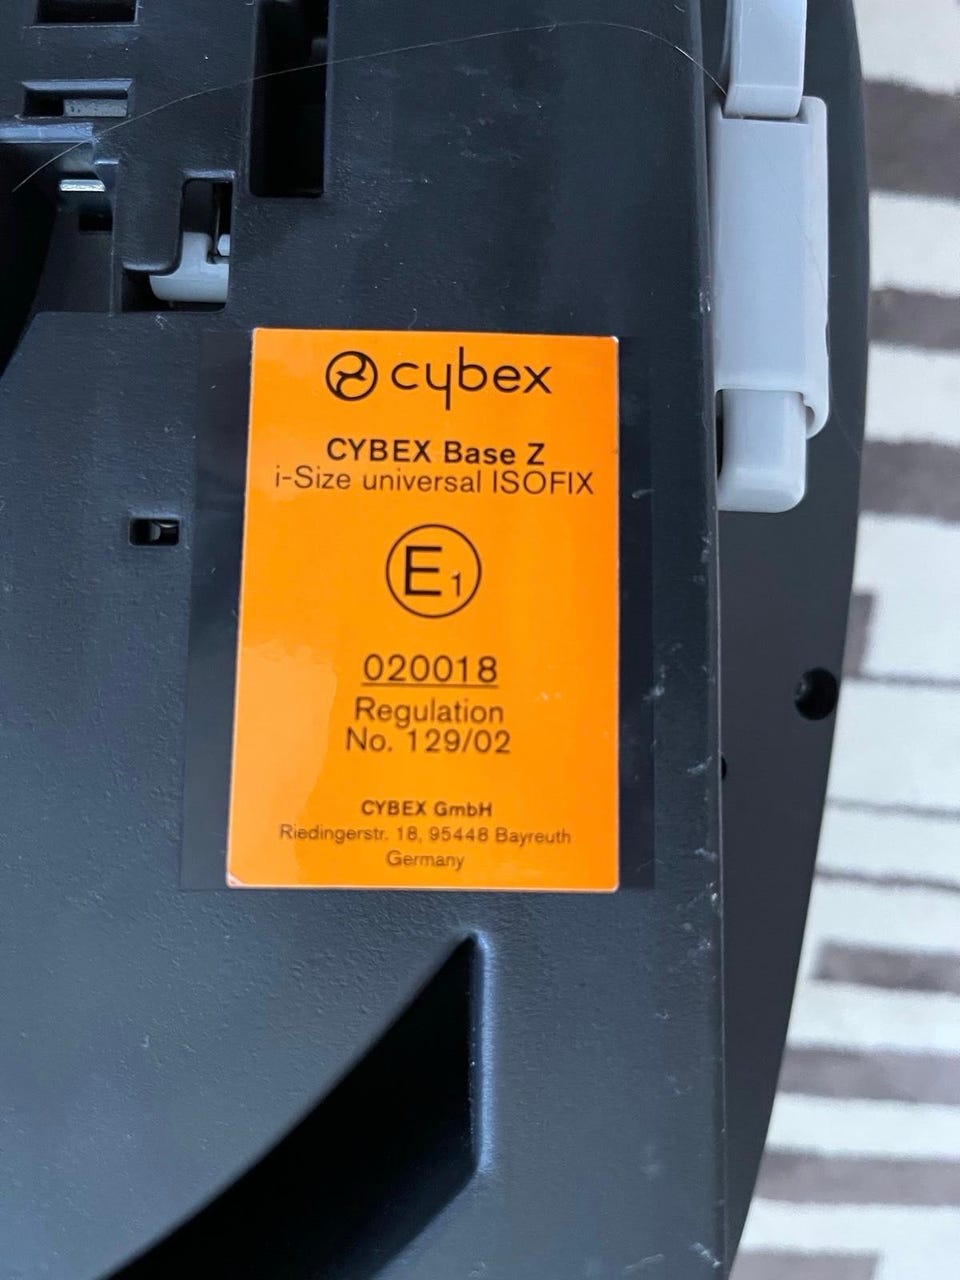 cybex
CYBEX Base Z
i-Size universal ISOFIX
E1
020018
Regulation
No. 129/02
CYBEX GmbH
Riedingerstr. 18, 95448 Bayreuth
Germany